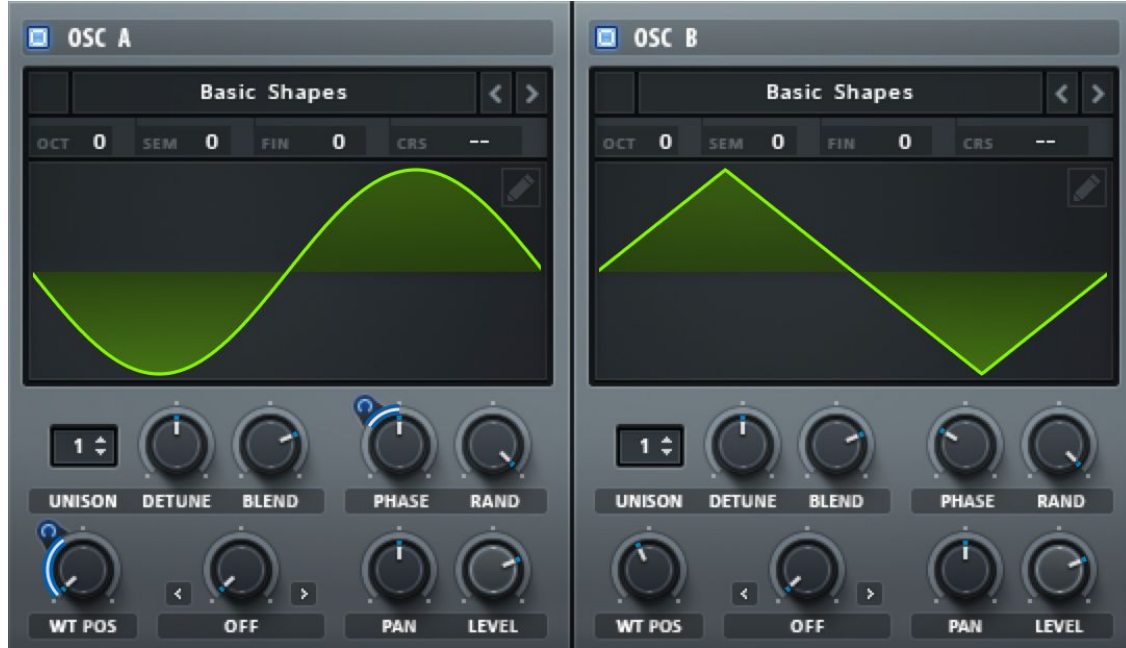 OSC A
Basic Shapes < >
OCT 0 SEM 0 FIN 0 CRS --
1
UNISON DETUNE BLEND PHASE RAND
< >
WT POS OFF PAN LEVEL
OSC B
Basic Shapes < >
OCT 0 SEM 0 FIN 0 CRS --
1
UNISON DETUNE BLEND PHASE RAND
< >
WT POS OFF PAN LEVEL